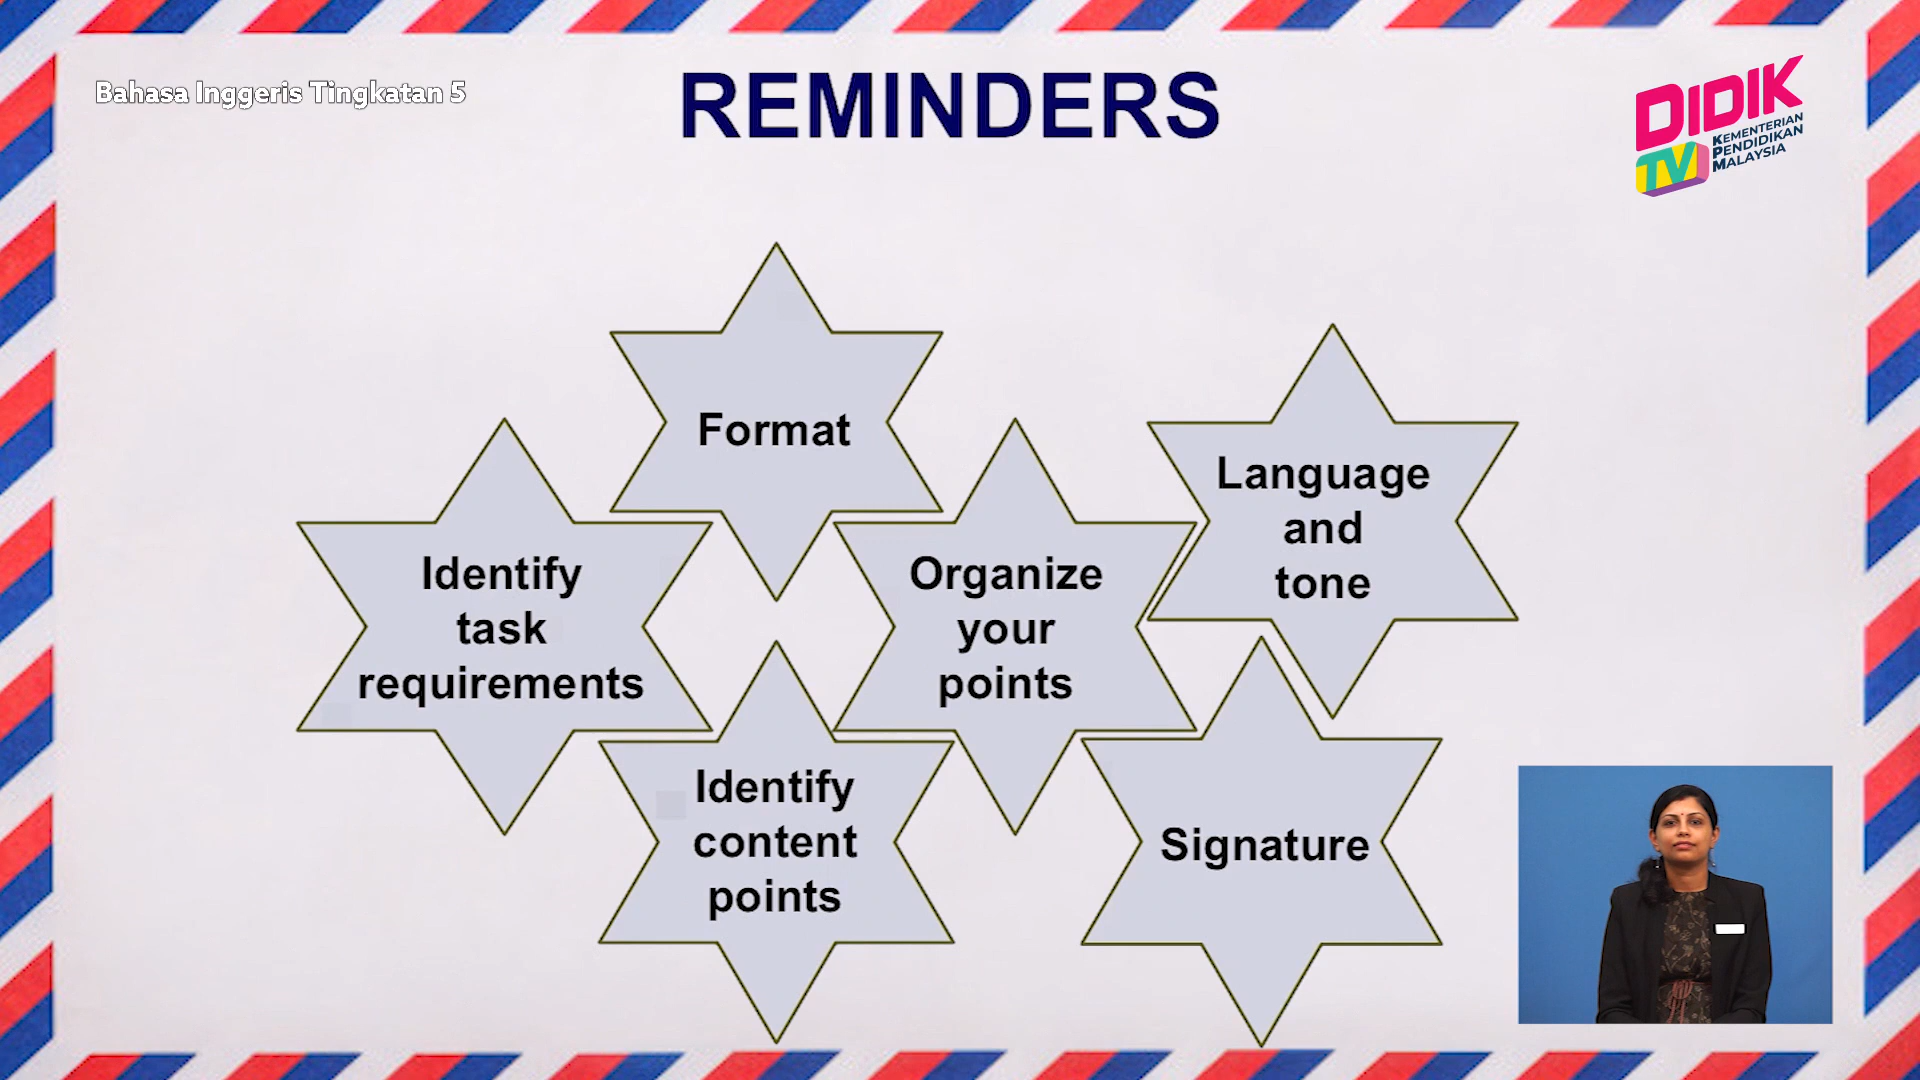 Bahasa Inggeris Tingkatan 5
REMINDERS
DIDIK
TV
KEMENTERIAN
PENDIDIKAN
MALAYSIA
Format
Language
and
tone
Identify
task
requirements
Organize
your
points
Identify
content
points
Signature